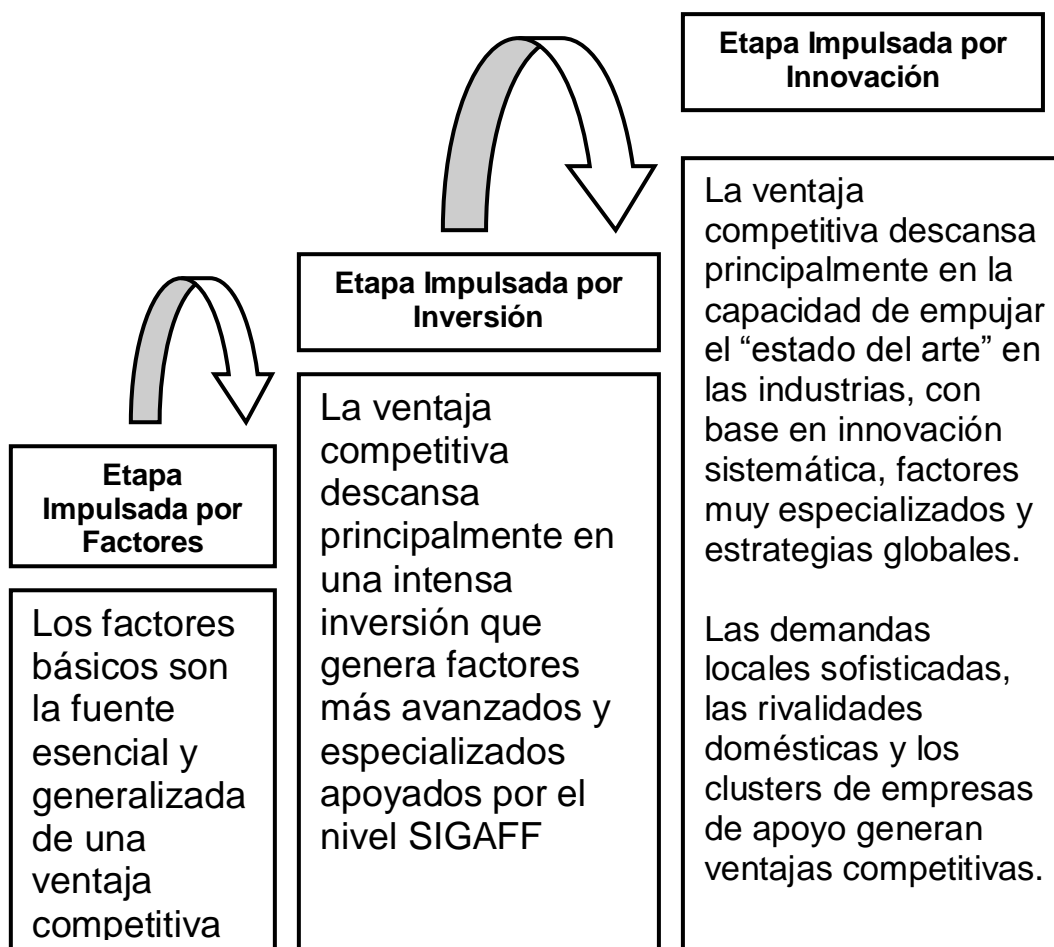 Etapa Impulsada por
Innovación
La ventaja
competitiva descansa
principalmente en la
capacidad de empujar
el “estado del arte” en
las industrias, con
base en innovación
sistemática, factores
muy especializados y
estrategias globales.
Las demandas
locales sofisticadas,
las rivalidades
domésticas y los
clusters de empresas
de apoyo generan
ventajas competitivas.
Etapa Impulsada por
Inversión
La ventaja
competitiva
descansa
principalmente en
una intensa
inversión que
genera factores
más avanzados y
especializados
apoyados por el
nivel SIGAFF
Etapa
Impulsada por
Factores
Los factores
básicos son
la fuente
esencial y
generalizada
de una
ventaja
competitiva